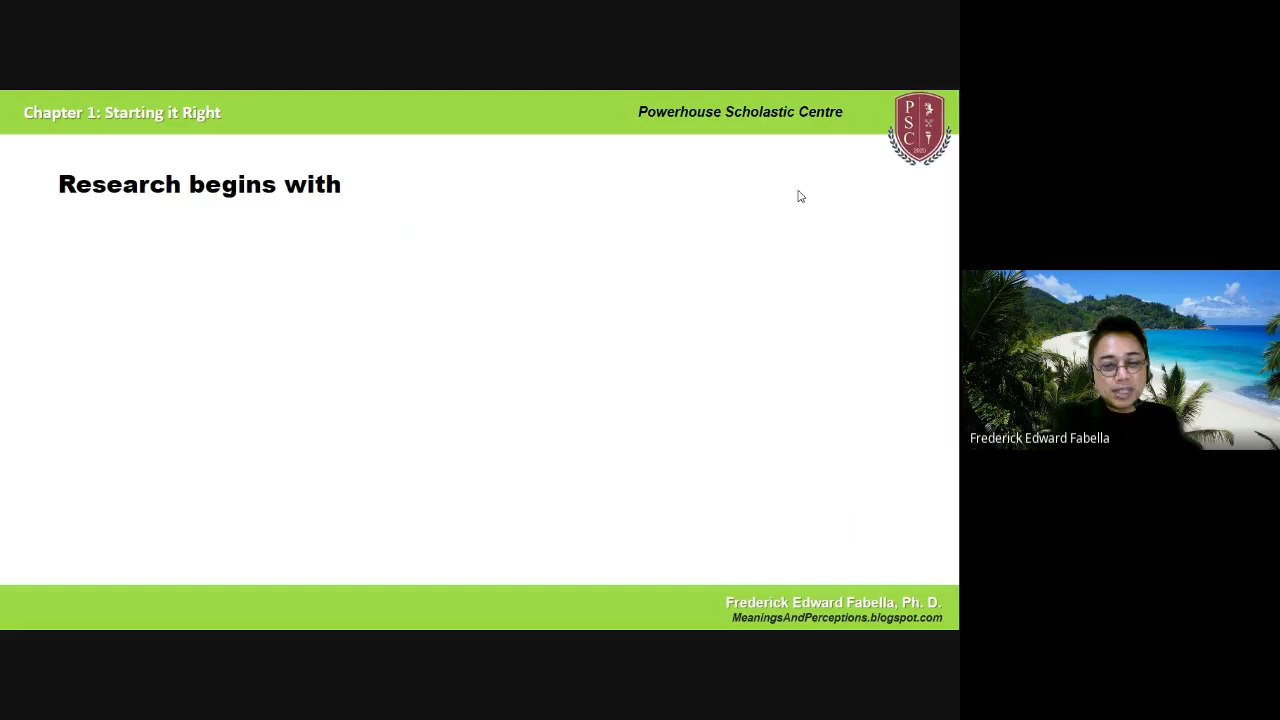 Chapter 1: Starting it Right
Powerhouse Scholastic Centre
P
S
C
2020
Research begins with
Frederick Edward Fabella
Frederick Edward Fabella, Ph. D.
MeaningsAndPerceptions.blogspot.com